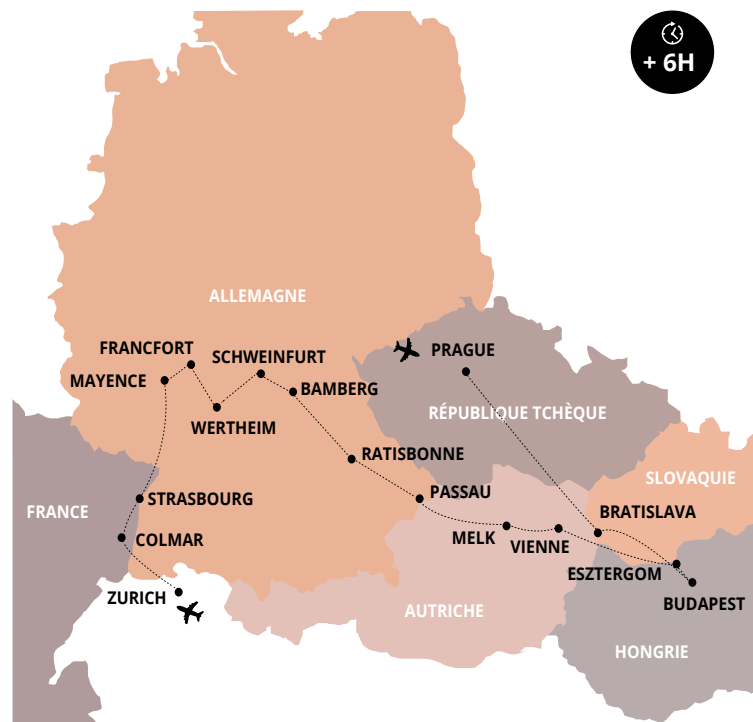 + 6H
ALLEMAGNE
FRANCFORT
SCHWEINFURT
PRAGUE
MAYENCE
BAMBERG
RÉPUBLIQUE TCHÈQUE
WERTHEIM
RATISBONNE
SLOVAQUIE
PASSAU
STRASBOURG
FRANCE
BRATISLAVA
COLMAR
MELK
VIENNE
ESZTERGOM
ZURICH
BUDAPEST
AUTRICHE
HONGRIE